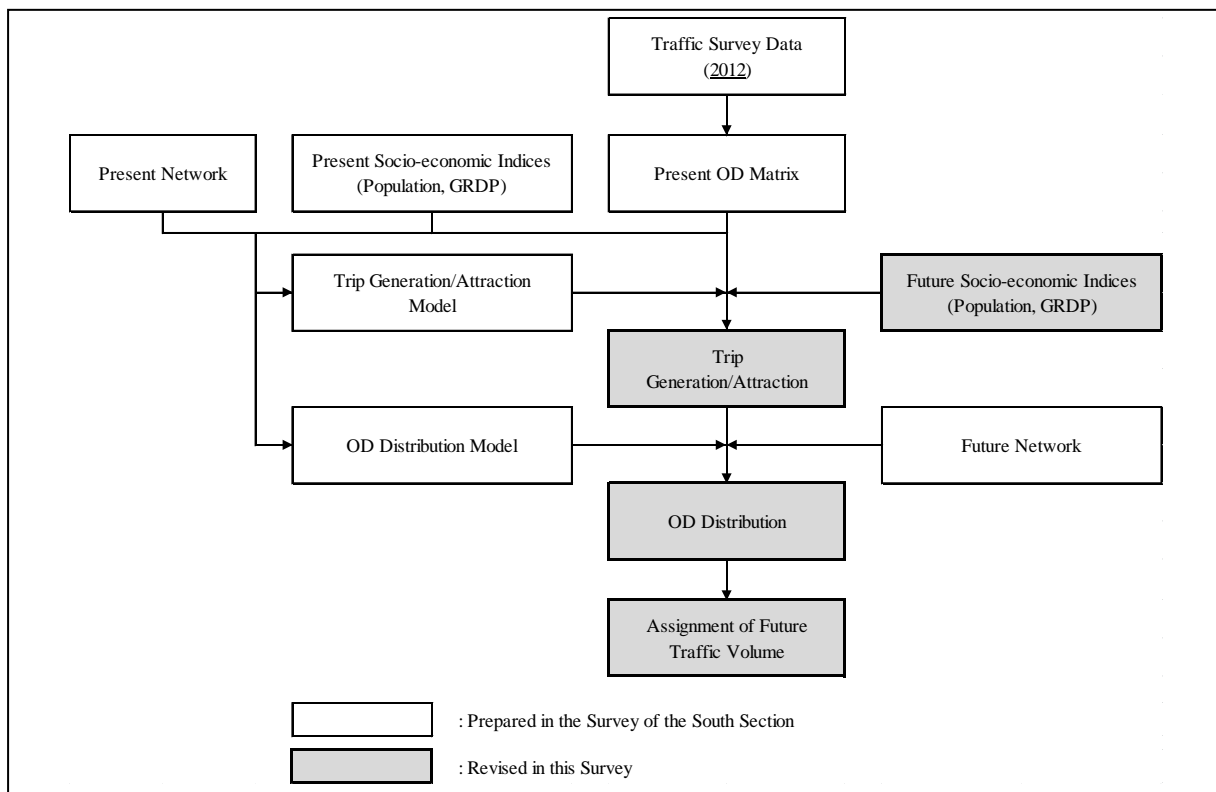 Traffic Survey Data
(2012)
Present Network
Present Socio-economic Indices
(Population, GRDP)
Present OD Matrix
Trip Generation/Attraction
Model
Future Socio-economic Indices
(Population, GRDP)
Trip
Generation/Attraction
OD Distribution Model
Future Network
OD Distribution
Assignment of Future
Traffic Volume
: Prepared in the Survey of the South Section
: Revised in this Survey